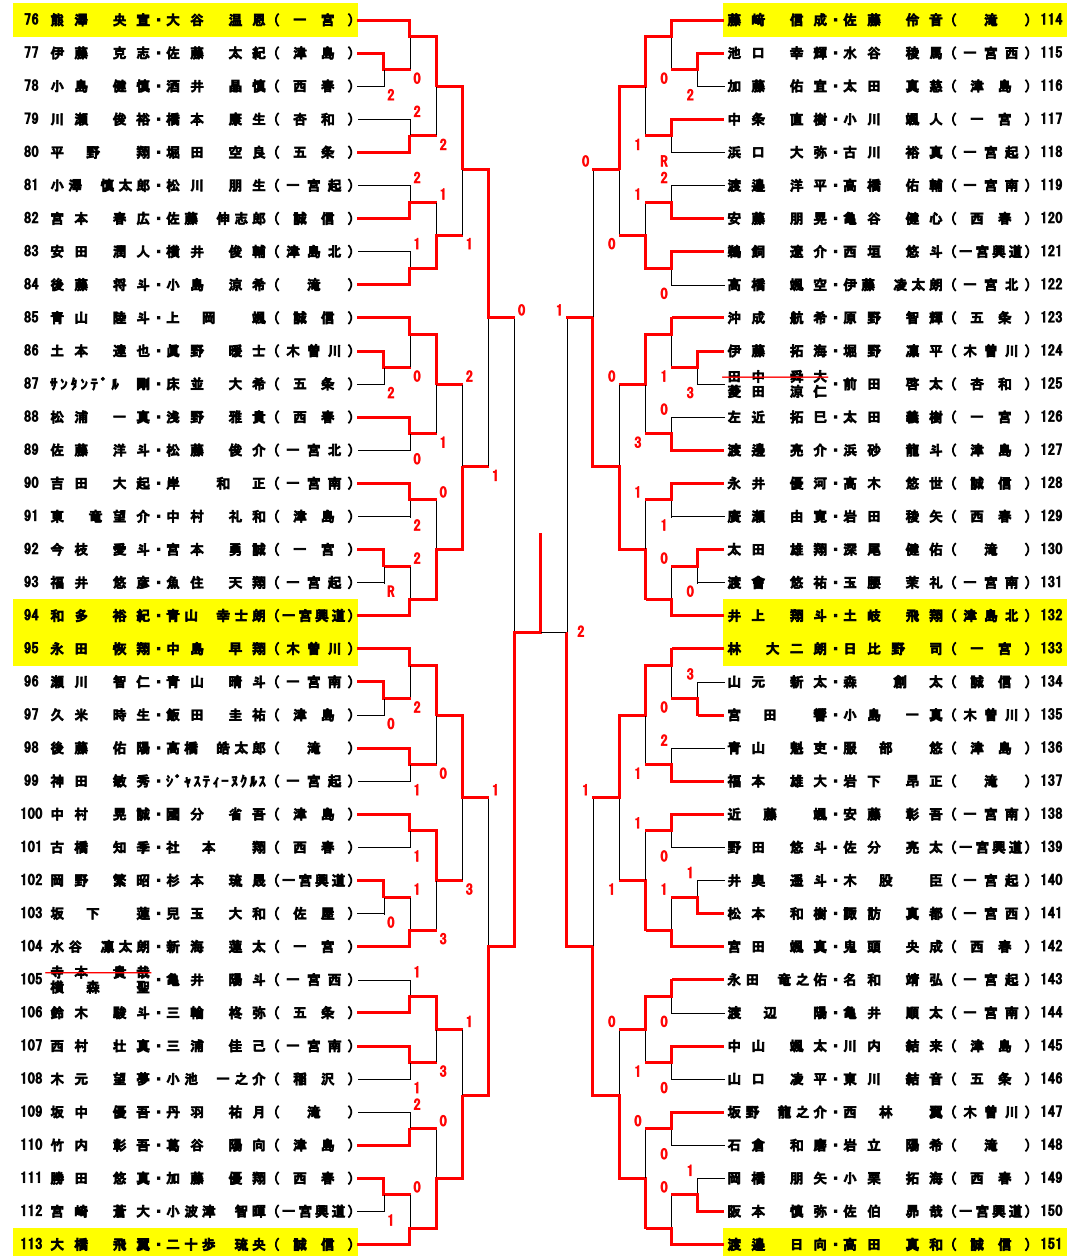 76 熊澤 央宣・大谷 温恩(一宮)
77 伊藤 克志・佐藤 太紀(津島)
78 小島 健慎・酒井 晶慎(西春)
79 川瀬 俊裕・橋本 康生(杏和)
80 平野 翔・堀田 空良(五条)
81 小澤 慎太郎・松川 朋生(一宮起)
82 宮本 春広・佐藤 伸志郎(誠信)
83 安田 潤人・横井 俊輔(津島北)
84 後藤 将斗・小島 涼希(滝)
85 青山 陸斗・上岡 颯(誠信)
86 土本 達也・眞野 暖士(木曽川)
87 サンタンデル 剛・床並 大希(五条)
88 松浦 一真・浅野 雅貴(西春)
89 佐藤 洋斗・松藤 俊介(一宮北)
90 吉田 大起・岸 和正(一宮南)
91 東 竜望介・中村 礼和(津島)
92 今枝 愛斗・宮本 勇誠(一宮)
93 福井 悠彦・魚住 天翔(一宮起)
94 和多 裕紀・青山 幸士朗(一宮興道)
95 永田 恢翔・中島 早翔(木曽川)
96 瀬川 智仁・青山 晴斗(一宮南)
97 久米 時生・飯田 圭祐(津島)
98 後藤 佑陽・高橋 皓太郎(滝)
99 神田 敏秀・ジャスティーヌクルス(一宮起)
100 中村 晃誠・國分 省吾(津島)
101 古橋 知季・社本 翔(西春)
102 岡野 繁昭・杉本 琉晟(一宮興道)
103 坂下 蓮・児玉 大和(佐屋)
104 水谷 凛太朗・新海 蓮太(一宮)
105 寺本 貴哉 横森 聖・亀井 陽斗(一宮西)
106 鈴木 駿斗・三輪 柊弥(五条)
107 西村 壮真・三浦 佳己(一宮南)
108 木元 望夢・小池 一之介(稲沢)
109 坂中 優吾・丹羽 祐月(滝)
110 竹内 彰吾・葛谷 陽向(津島)
111 勝田 悠真・加藤 優翔(西春)
112 宮崎 蒼大・小波津 智暉(一宮興道)
113 大橋 飛翼・二十歩 琉央(誠信)
藤崎 信成・佐藤 伶音(滝) 114
池口 幸輝・水谷 稜馬(一宮西) 115
加藤 佑宜・太田 真慈(津島) 116
中条 直樹・小川 颯人(一宮) 117
浜口 大弥・古川 裕真(一宮起) 118
渡邉 洋平・高橋 佑輔(一宮南) 119
安藤 朋晃・亀谷 健心(西春) 120
鵜飼 遼介・西垣 悠斗(一宮興道) 121
高橋 颯空・伊藤 凌太朗(一宮北) 122
沖成 航希・原野 智輝(五条) 123
伊藤 拓海・堀野 凛平(木曽川) 124
田中 舜大 菱田 涼仁・前田 啓太(杏和) 125
左近 拓巳・太田 義樹(一宮) 126
渡邉 亮介・浜砂 龍斗(津島) 127
永井 優河・高木 悠世(誠信) 128
廣瀬 由寛・岩田 稜矢(西春) 129
太田 雄翔・深尾 健佑(滝) 130
渡會 悠祐・玉腰 茉礼(一宮南) 131
井上 翔斗・土岐 飛翔(津島北) 132
林 大二朗・日比野 司(一宮) 133
山元 新太・森 創太(誠信) 134
宮田 響・小島 一真(木曽川) 135
青山 魁吏・服部 悠(津島) 136
福本 雄大・岩下 昂正(滝) 137
近藤 颯・安藤 彰吾(一宮南) 138
野田 悠斗・佐分 亮太(一宮興道) 139
井奥 遥斗・木股 臣(一宮起) 140
松本 和樹・諏訪 真都(一宮西) 141
宮田 颯真・鬼頭 央成(西春) 142
永田 竜之佑・名和 靖弘(一宮起) 143
渡辺 陽・亀井 順太(一宮南) 144
中山 颯太・川内 結来(津島) 145
山口 凌平・東川 結音(五条) 146
坂野 龍之介・西林 翼(木曽川) 147
石倉 和磨・岩立 陽希(滝) 148
岡橋 朋矢・小栗 拓海(西春) 149
阪本 慎弥・佐伯 昴哉(一宮興道) 150
渡邉 日向・高田 真和(誠信) 151